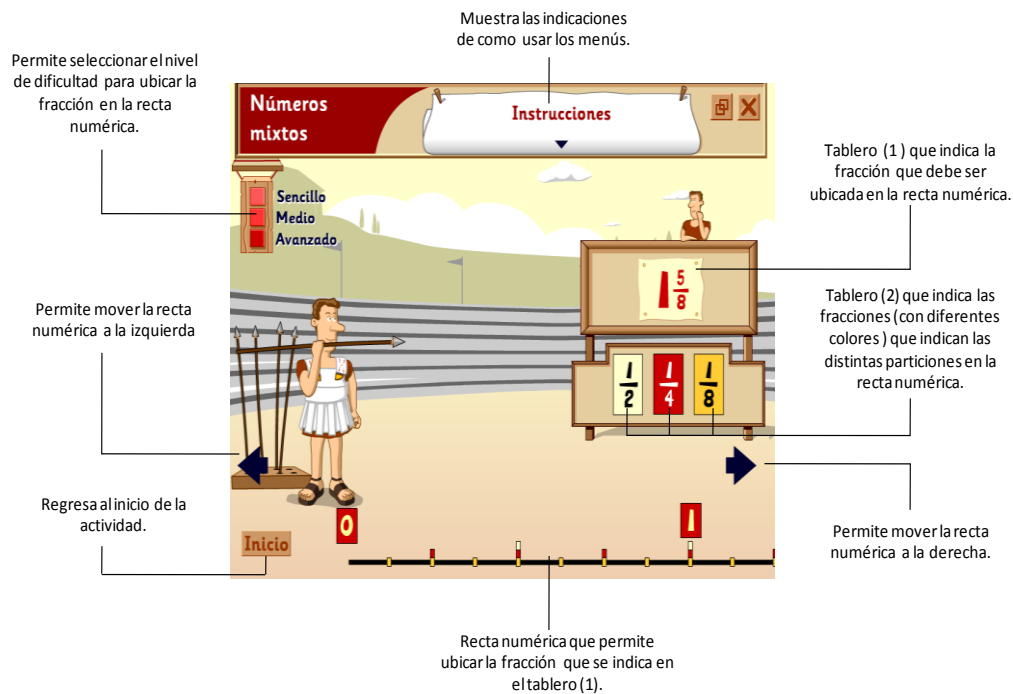 Muestra las indicaciones
de como usar los menús.
Permite seleccionar el nivel
de dificultad para ubicar la
fracción en la recta
numérica.
Números
mixtos
Instrucciones
Sencillo
Medio
Avanzado
Tablero (1) que indica la
fracción que debe ser
ubicada en la recta numérica.
1 5/8
Permite mover la recta
numérica a la izquierda
Tablero (2) que indica las
fracciones (con diferentes
colores) que indican las
distintas particiones en la
recta numérica.
1/2 1/4 1/8
Regresa al inicio de la
actividad.
Inicio
0 1
Permite mover la recta
numérica a la derecha.
Recta numérica que permite
ubicar la fracción que se indica en
el tablero (1).